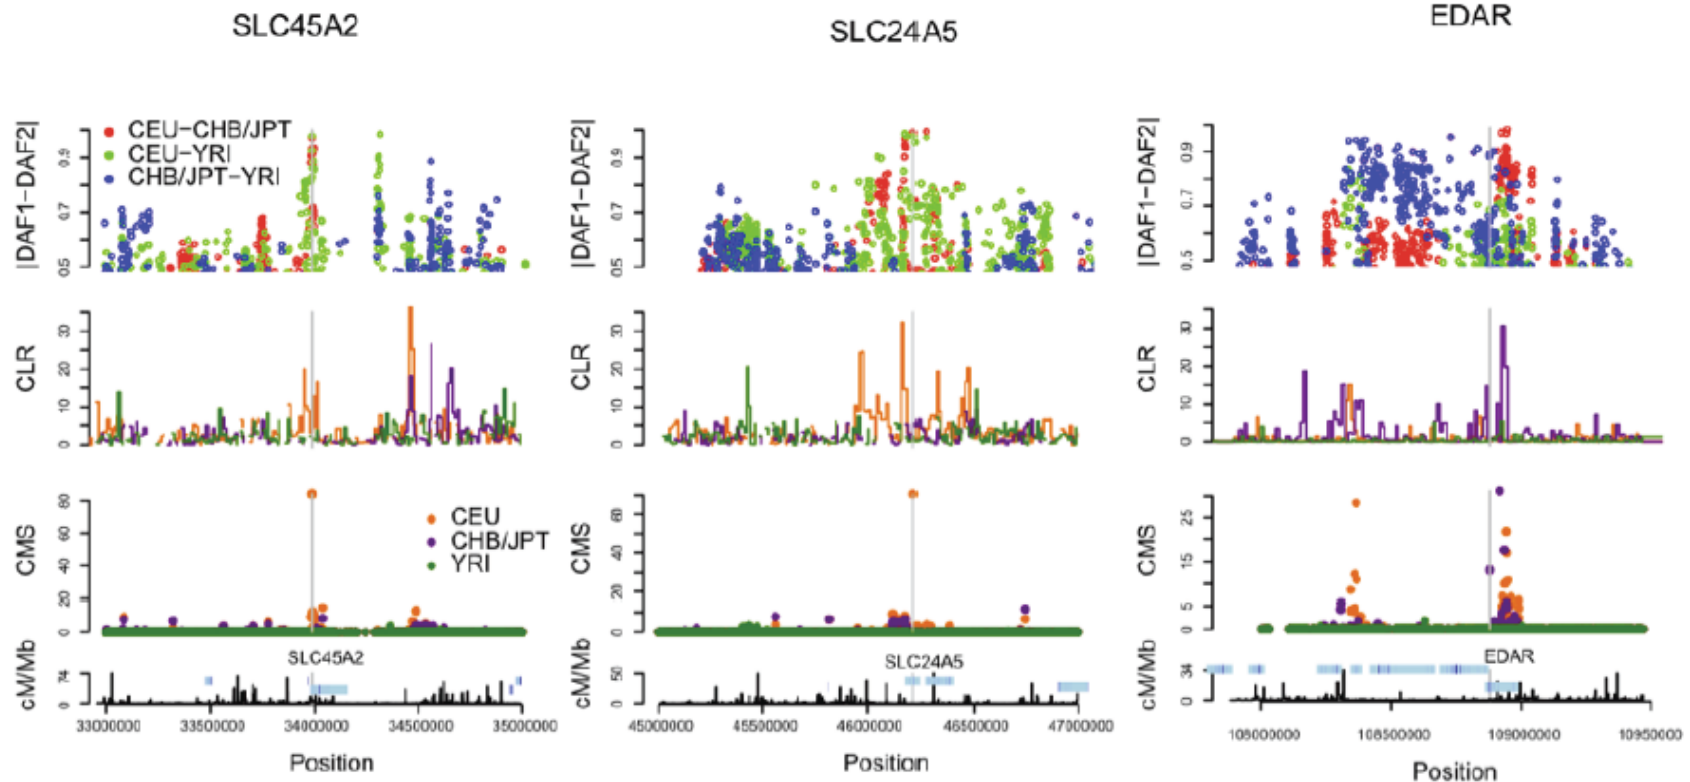 SLC45A2
SLC24A5
EDAR
|DAF1-DAF2|
0.5 0.7 0.9
CEU-CHB/JPT
CEU-YRI
CHB/JPT-YRI
|DAF1-DAF2|
0.5 0.7 0.9
|DAF1-DAF2|
0.5 0.7 0.9
CLR
0 10 20 30
CLR
0 10 20 30
CLR
0 10 20 30
CMS
0 20 40 60 80
CEU
CHB/JPT
YRI
CMS
0 20 40 60
CMS
0 5 15 25
cM/Mb
0 74
SLC45A2
33000000 33500000 34000000 34500000 35000000
Position
cM/Mb
0 50
SLC24A5
45000000 45500000 46000000 46500000 47000000
Position
cM/Mb
0 34
EDAR
108000000 108500000 109000000 10950000
Position